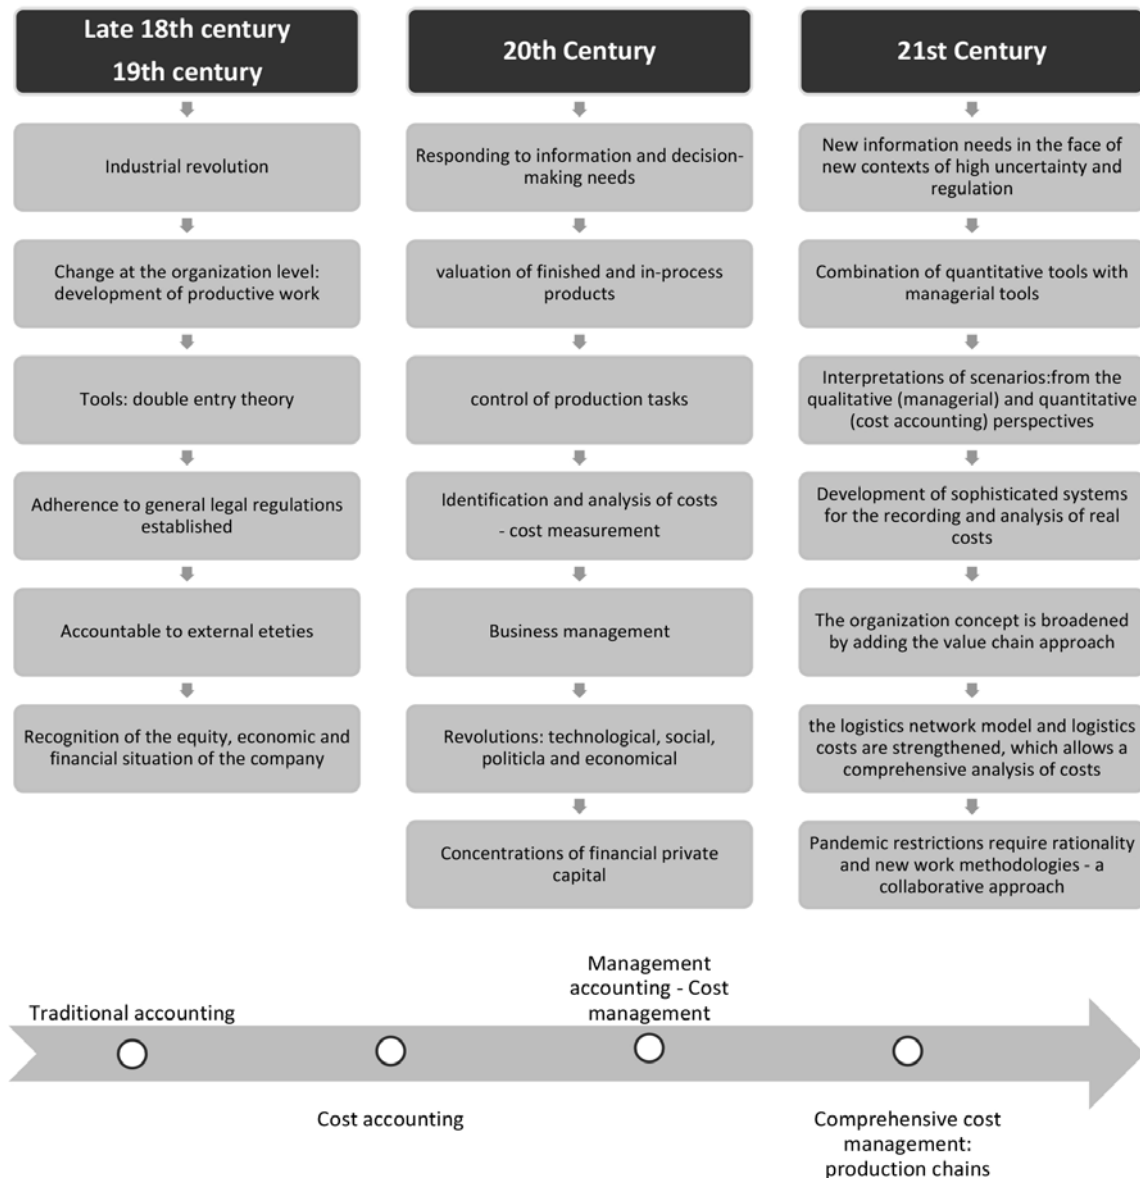 Late 18th century
19th century
Industrial revolution
Change at the organization level:
development of productive work
Tools: double entry theory
Adherence to general legal regulations
established
Accountable to external eteties
Recognition of the equity, economic and
financial situation of the company
20th Century
Responding to information and decision-
making needs
valuation of finished and in-process
products
control of production tasks
Identification and analysis of costs
- cost measurement
Business management
Revolutions: technological, social,
politicla and economical
Concentrations of financial private
capital
21st Century
New information needs in the face of
new contexts of high uncertainty and
regulation
Combination of quantitative tools with
managerial tools
Interpretations of scenarios:from the
qualitative (managerial) and quantitative
(cost accounting) perspectives
Development of sophisticated systems
for the recording and analysis of real
costs
The organization concept is broadened
by adding the value chain approach
the logistics network model and logistics
costs are strengthened, which allows a
comprehensive analysis of costs
Pandemic restrictions require rationality
and new work methodologies - a
collaborative approach
Traditional accounting
Cost accounting
Management
accounting - Cost
management
Comprehensive cost
management:
production chains